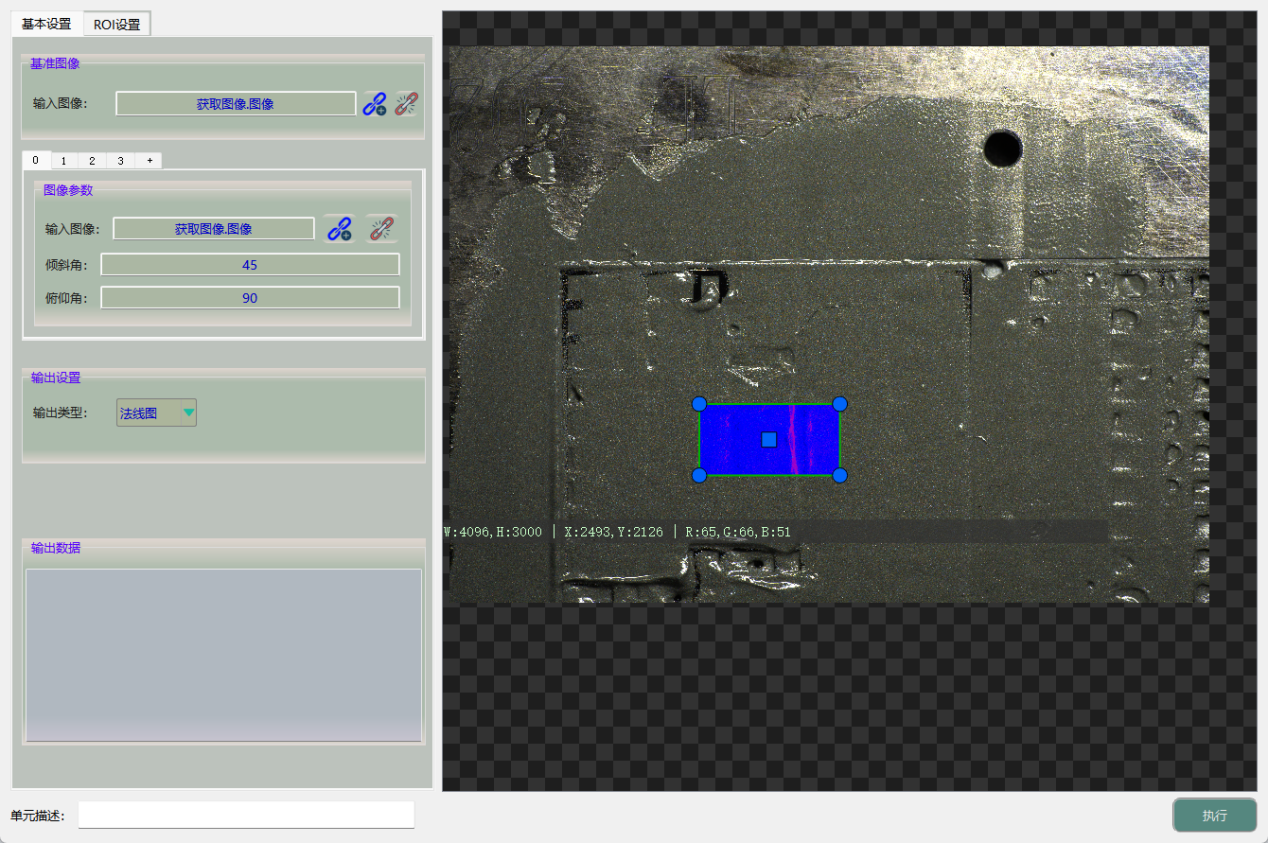 基本设置 ROI设置
基准图像
输入图像: 获取图像.图像
0 1 2 3 +
图像参数
输入图像: 获取图像.图像
倾斜角: 45
俯仰角: 90
输出设置
输出类型: 法线图
输出数据
W:4096,H:3000 | X:2493,Y:2126 | R:65,G:66,B:51
单元描述:
执行